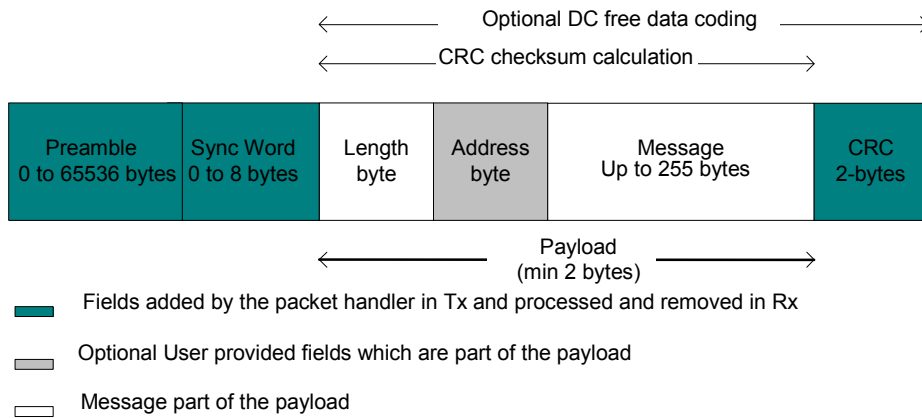 Optional DC free data coding
CRC checksum calculation
Preamble
0 to 65536 bytes
Sync Word
0 to 8 bytes
Length
byte
Address
byte
Message
Up to 255 bytes
CRC
2-bytes
Payload
(min 2 bytes)
Fields added by the packet handler in Tx and processed and removed in Rx
Optional User provided fields which are part of the payload
Message part of the payload